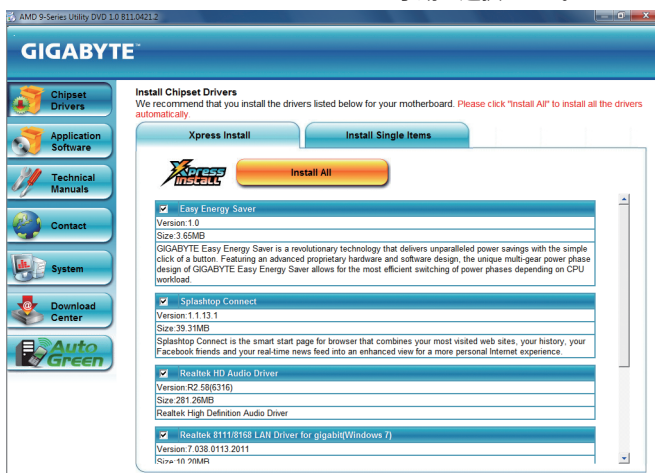 AMD 9-Series Utility DVD 1.0 B11.0421.2
GIGABYTE™
Chipset
Drivers
Application
Software
Technical
Manuals
Contact
System
Download
Center
Auto
Green
Install Chipset Drivers
We recommend that you install the drivers listed below for your motherboard. Please click "Install All" to install all the drivers
automatically.
Xpress Install
Install Single Items
Xpress
Install
Install All
Easy Energy Saver
Version:1.0
Size:3.65MB
GIGABYTE Easy Energy Saver is a revolutionary technology that delivers unparalleled power savings with the simple
click of a button. Featuring an advanced proprietary hardware and software design, the unique multi-gear power phase
design of GIGABYTE Easy Energy Saver allows for the most efficient switching of power phases depending on CPU
workload.
Splashtop Connect
Version:1.1.13.1
Size:39.31MB
Splashtop Connect is the smart start page for browser that combines your most visited web sites, your history, your
Facebook friends and your real-time news feed into an enhanced view for a more personal Internet experience.
Realtek HD Audio Driver
Version:R2.58(6316)
Size:281.26MB
Realtek High Definition Audio Driver
Realtek 8111/8168 LAN Driver for gigabit(Windows 7)
Version:7.038.0113.2011
Size:10.20MB